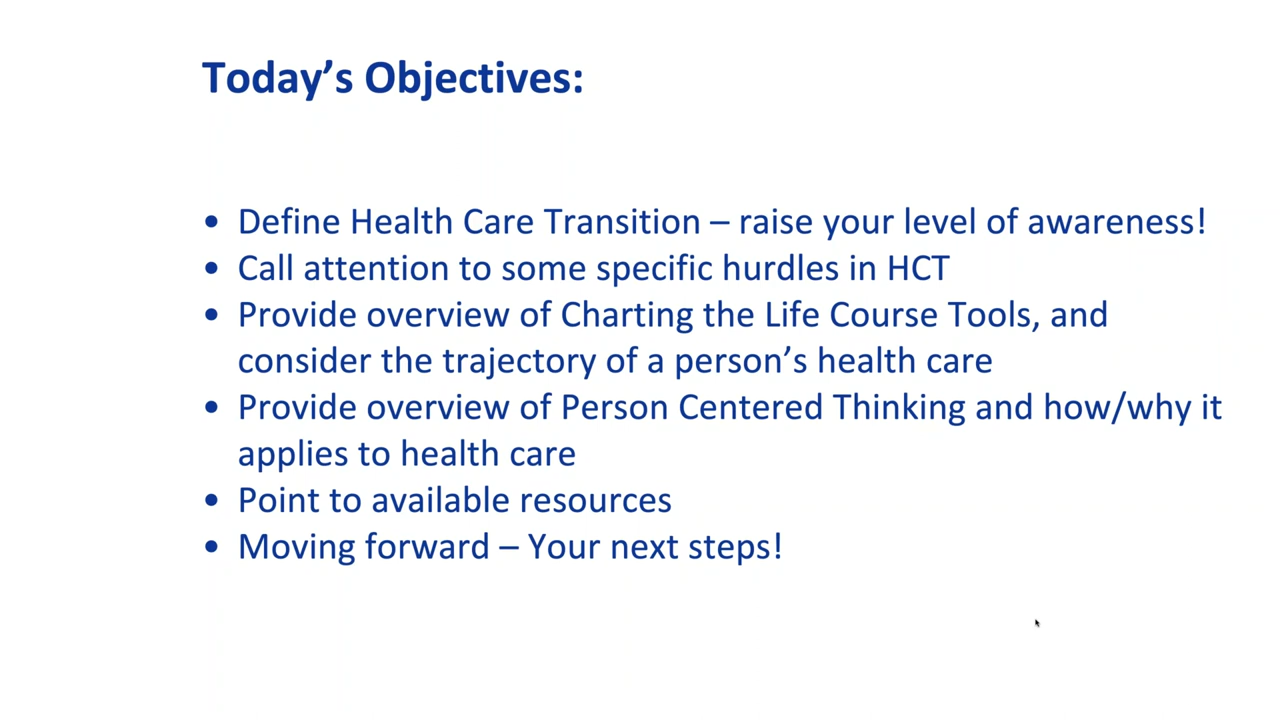 Today’s Objectives:
• Define Health Care Transition – raise your level of awareness!
• Call attention to some specific hurdles in HCT
• Provide overview of Charting the Life Course Tools, and
consider the trajectory of a person’s health care
• Provide overview of Person Centered Thinking and how/why it
applies to health care
• Point to available resources
• Moving forward – Your next steps!